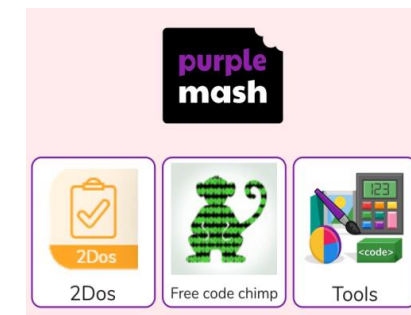 purple
mash
2Dos
123
<code>
2Dos
Free code chimp
Tools